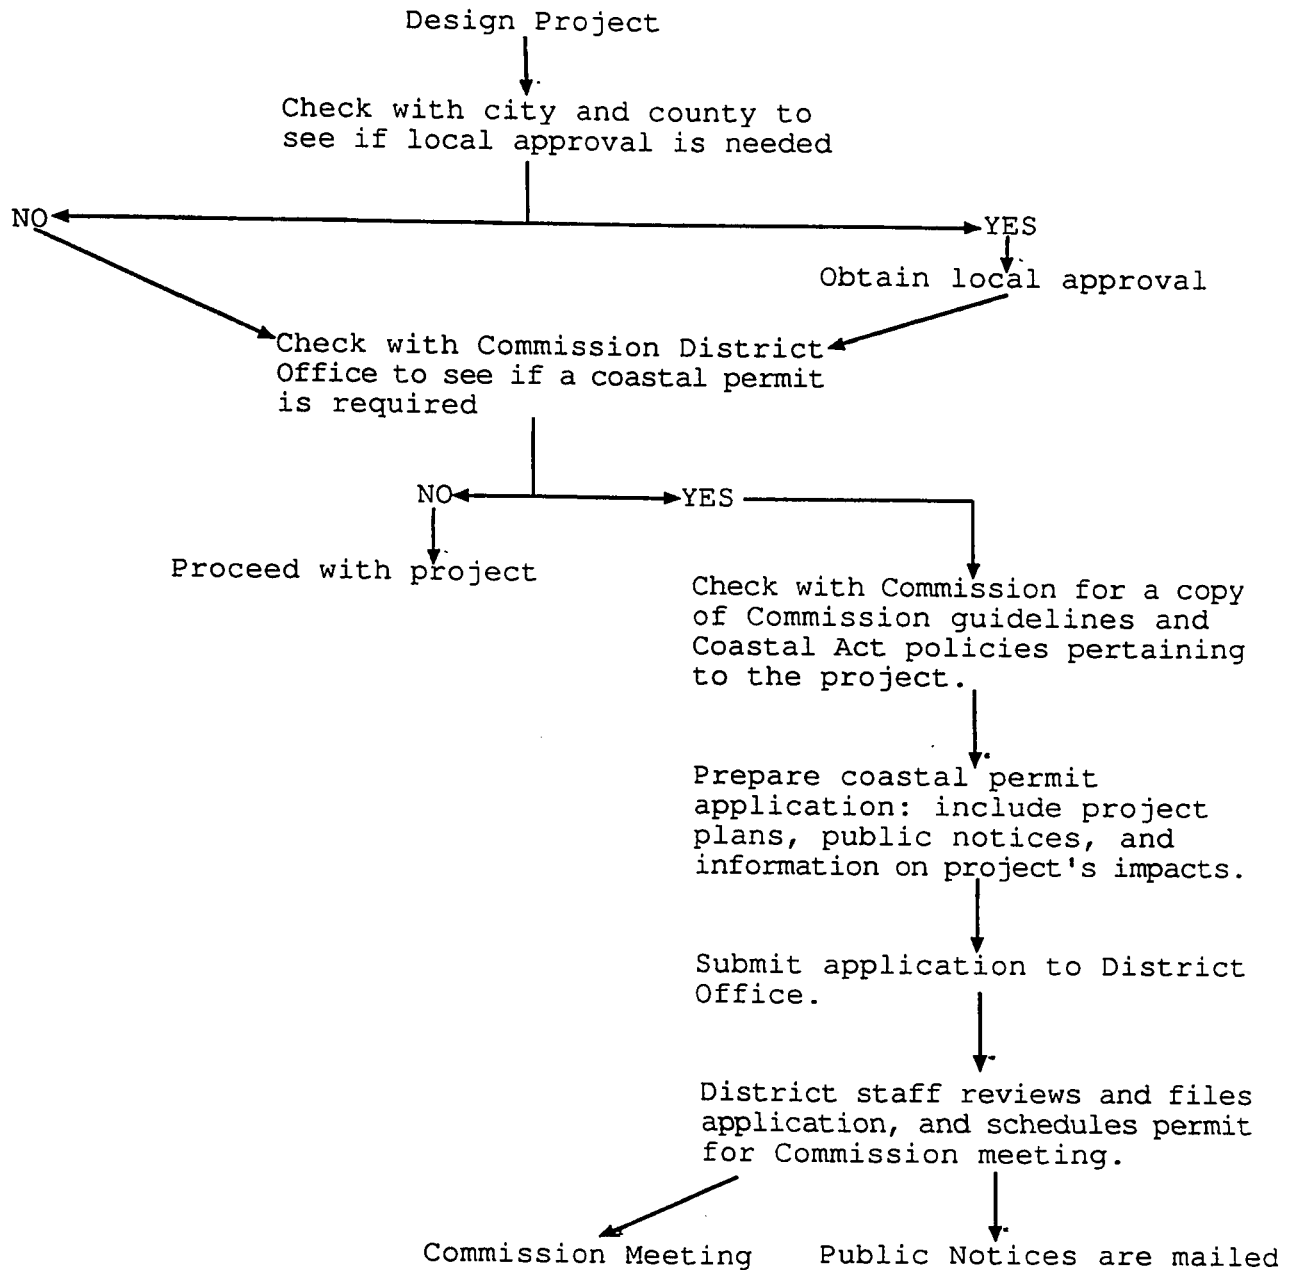 Design Project
Check with city and county to
see if local approval is needed
NO
YES
Obtain local approval
Check with Commission District
Office to see if a coastal permit
is required
NO
YES
Proceed with project
Check with Commission for a copy
of Commission guidelines and
Coastal Act policies pertaining
to the project.
Prepare coastal permit
application: include project
plans, public notices, and
information on project's impacts.
Submit application to District
Office.
District staff reviews and files
application, and schedules permit
for Commission meeting.
Commission Meeting
Public Notices are mailed